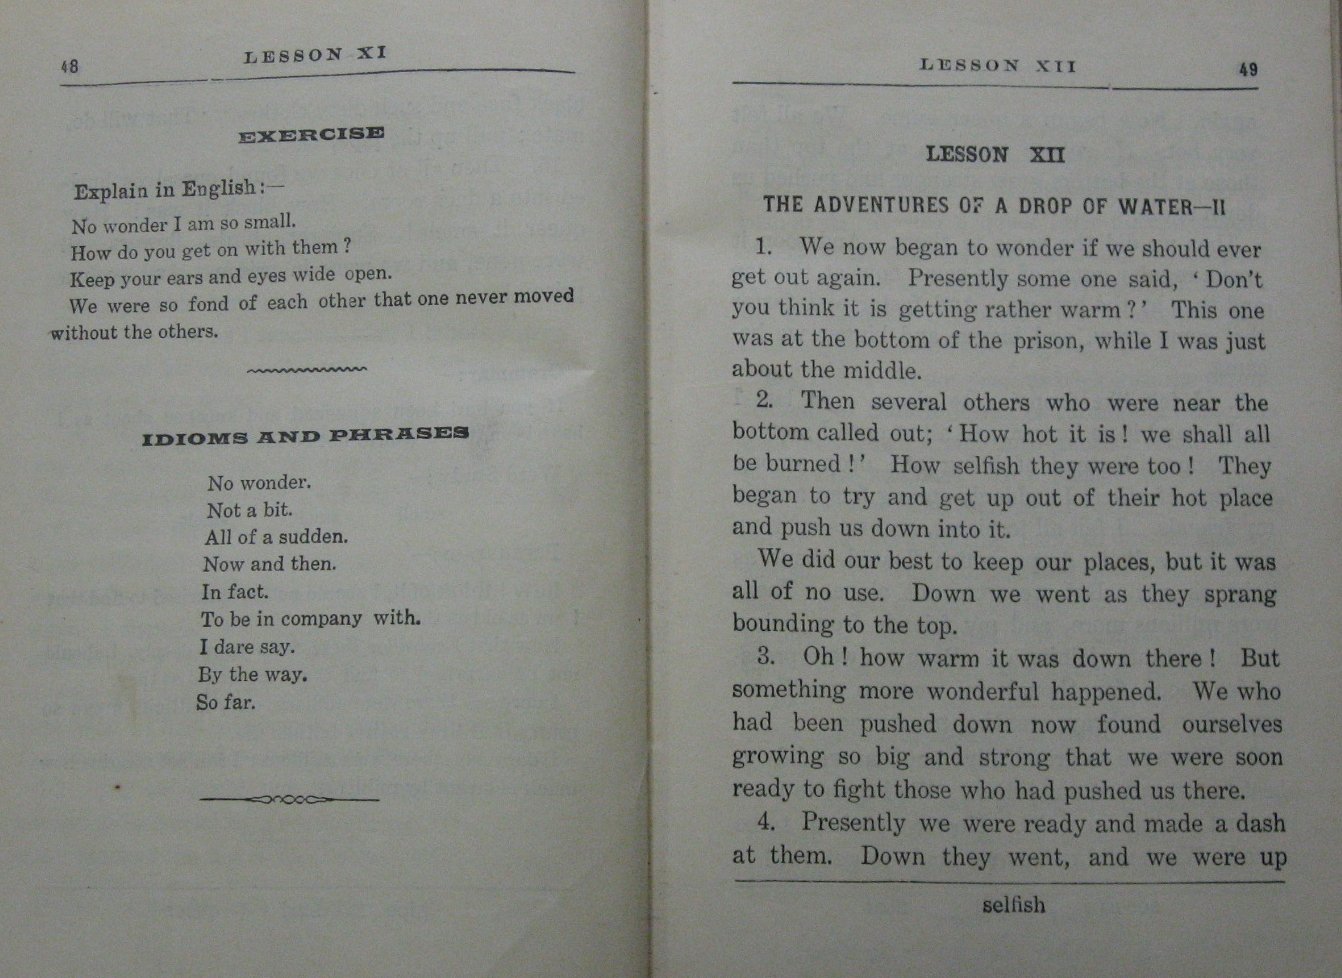 48
LESSON XI
EXERCISE
Explain in English :—
No wonder I am so small.
How do you get on with them ?
Keep your ears and eyes wide open.
We were so fond of each other that one never moved
without the others.
IDIOMS AND PHRASES
No wonder.
Not a bit.
All of a sudden.
Now and then.
In fact.
To be in company with.
I dare say.
By the way.
So far.
LESSON XII
49
LESSON XII
THE ADVENTURES OF A DROP OF WATER—II
1. We now began to wonder if we should ever
get out again. Presently some one said, ‘ Don’t
you think it is getting rather warm ? ’ This one
was at the bottom of the prison, while I was just
about the middle.
2. Then several others who were near the
bottom called out; ‘ How hot it is ! we shall all
be burned ! ’ How selfish they were too ! They
began to try and get up out of their hot place
and push us down into it.
We did our best to keep our places, but it was
all of no use. Down we went as they sprang
bounding to the top.
3. Oh ! how warm it was down there ! But
something more wonderful happened. We who
had been pushed down now found ourselves
growing so big and strong that we were soon
ready to fight those who had pushed us there.
4. Presently we were ready and made a dash
at them. Down they went, and we were up
selfish